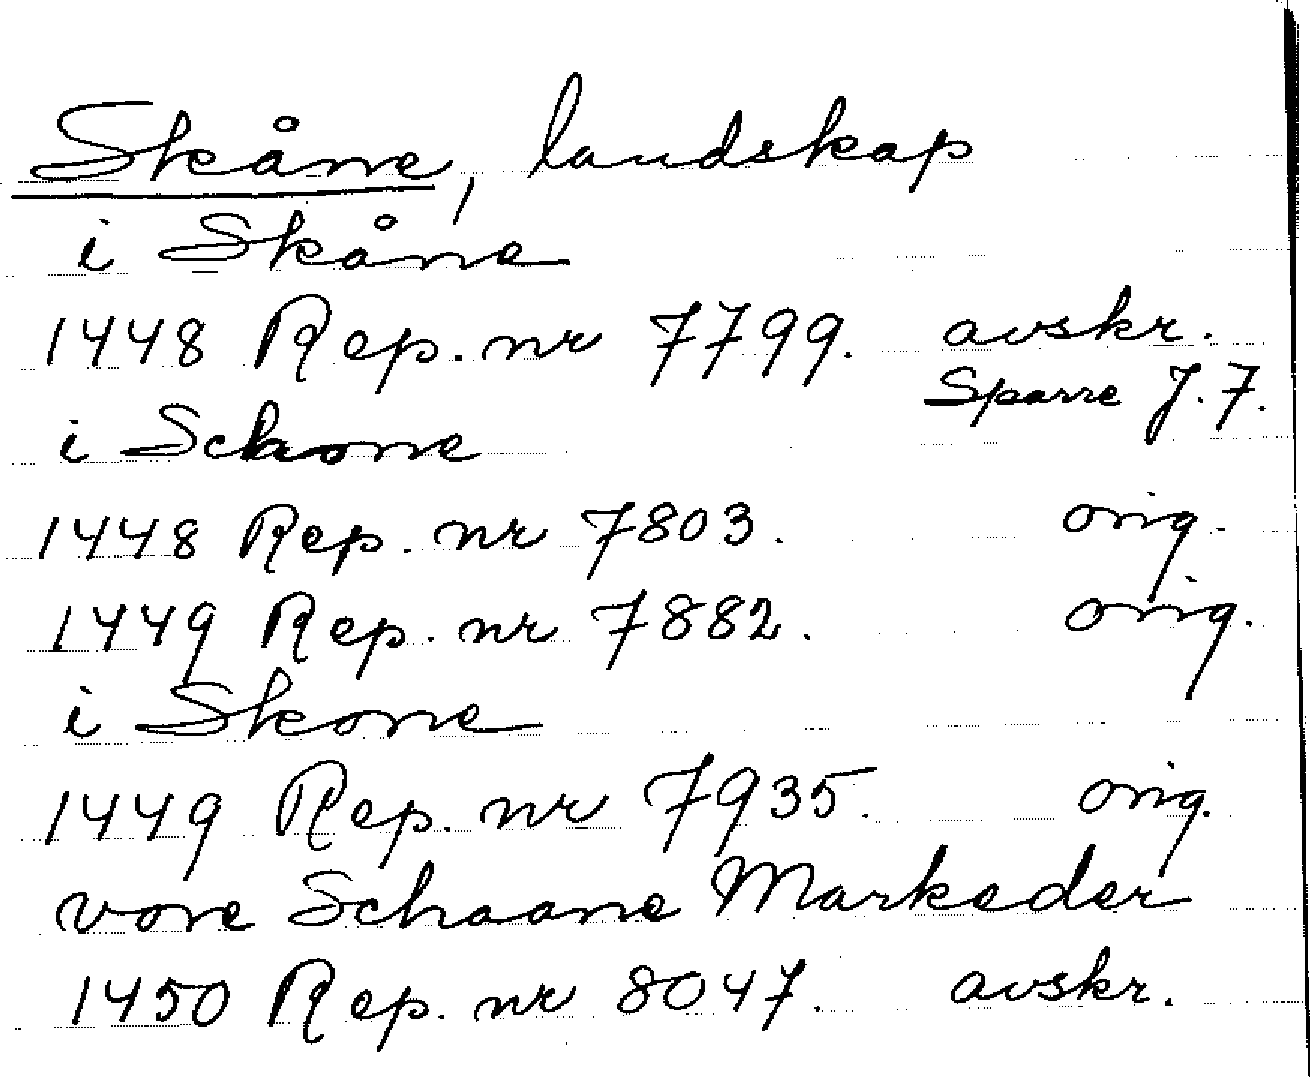 Skåne, landskap
i Skåne
1448 Rep. nr 7799. avskr.
Sparre J. F.
i Schone
1448 Rep. nr 7803. orig.
1449 Rep. nr 7882. orig.
i Skone
1449 Rep. nr 7935. orig.
vore Schaane Markeder
1450 Rep. nr 8047. avskr.